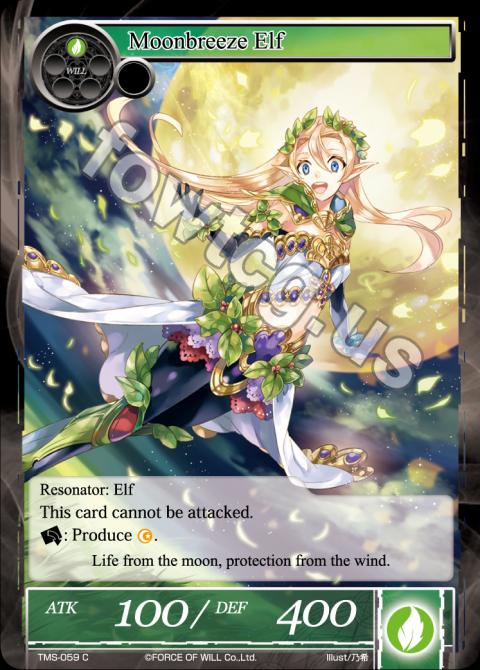 Moonbreeze Elf
WILL
fowtcg.us
Resonator: Elf
This card cannot be attacked.
: Produce .
Life from the moon, protection from the wind.
ATK 100 / DEF 400
TMS-059 C ©FORCE OF WILL Co.,Ltd. Illust/乃希